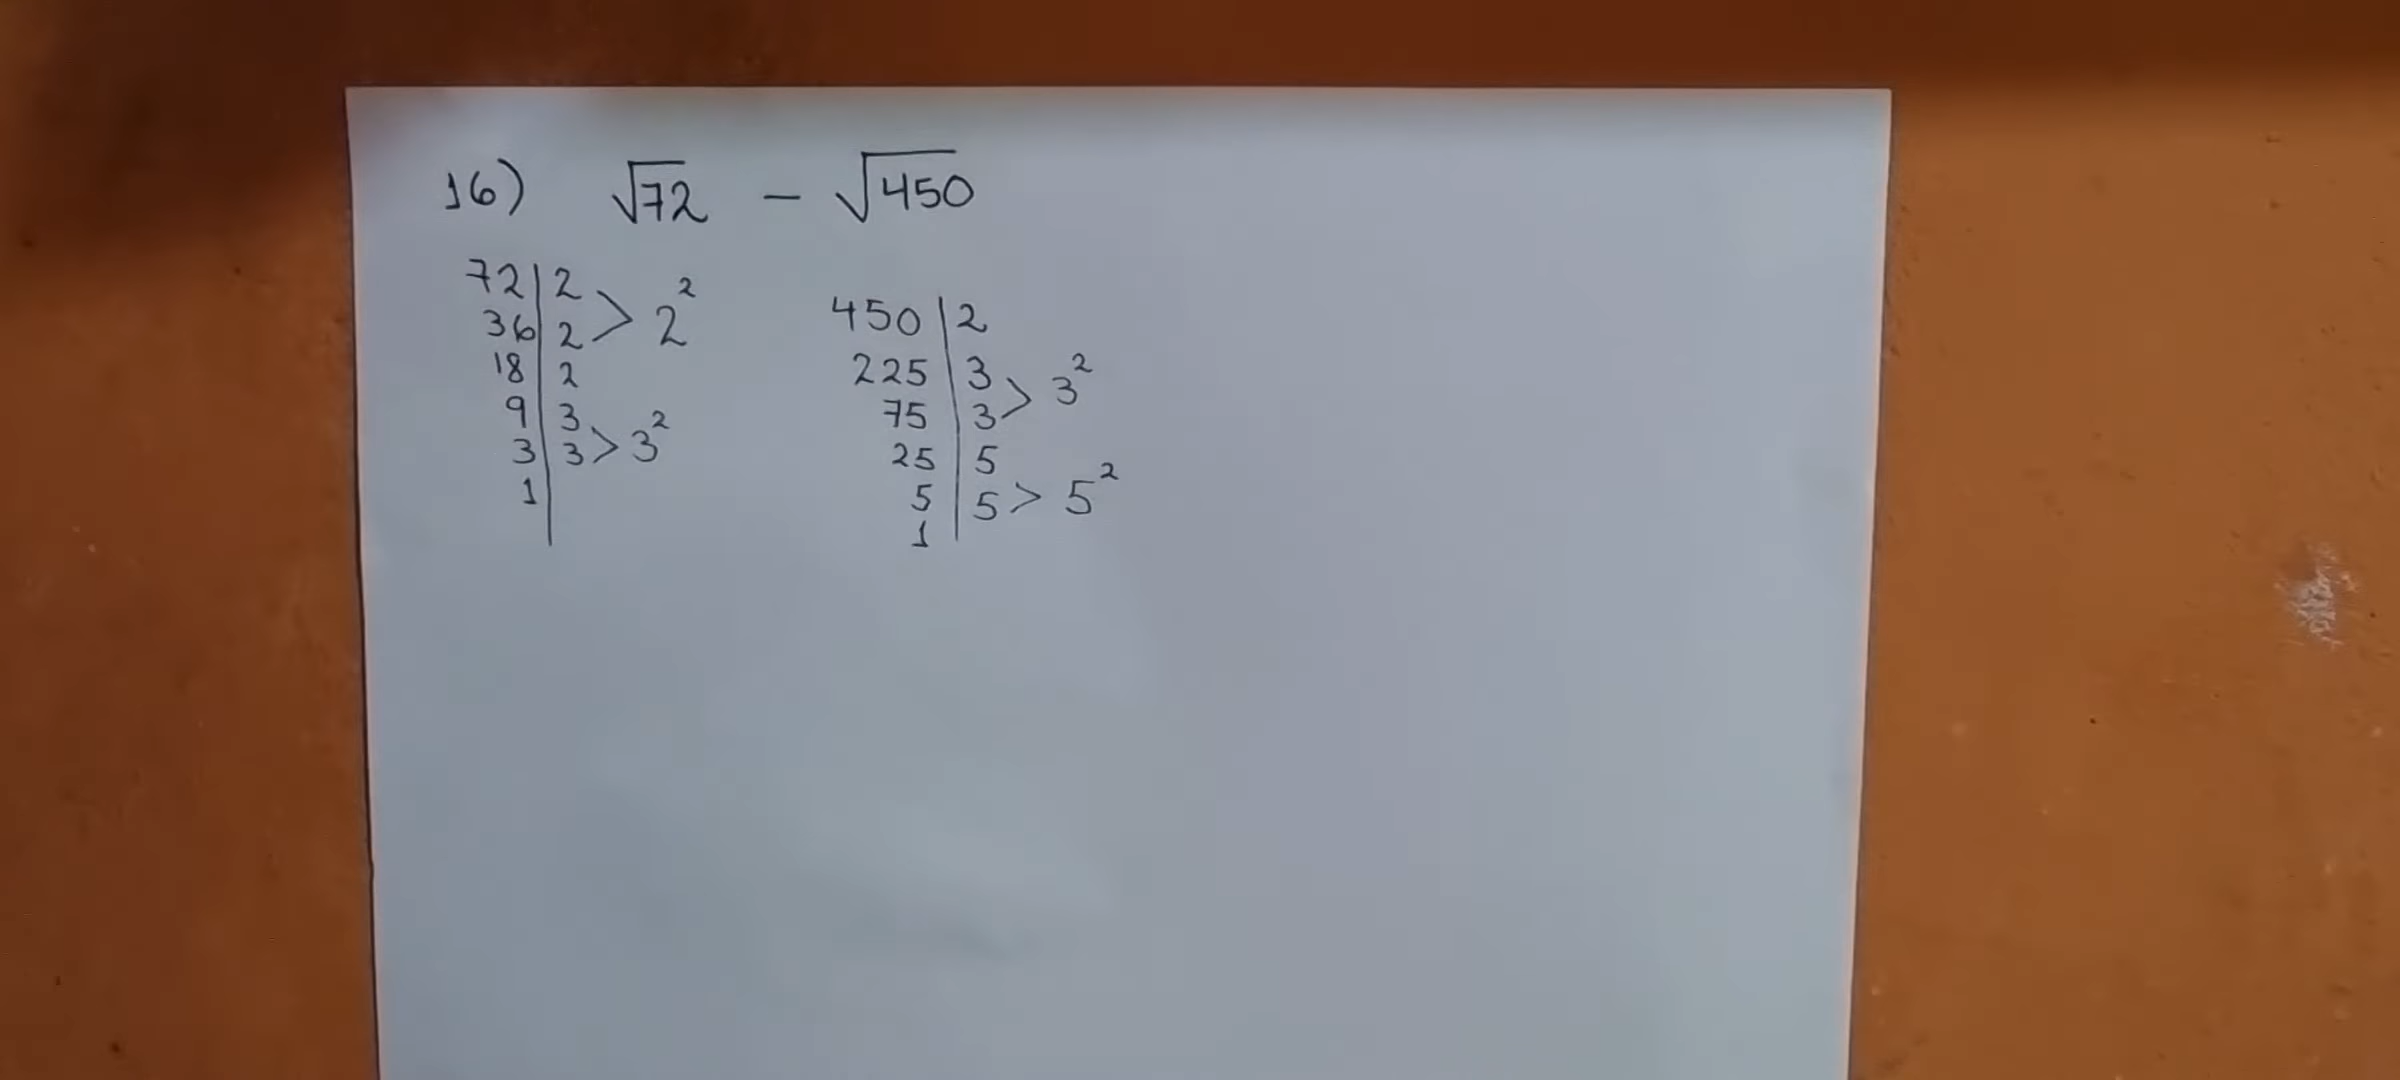 16) √72 - √450
72|2
36|2 > 2²
18|2
9|3
3|3 > 3²
1|
450|2
225|3
75|3 > 3²
25|5
5|5 > 5²
1|